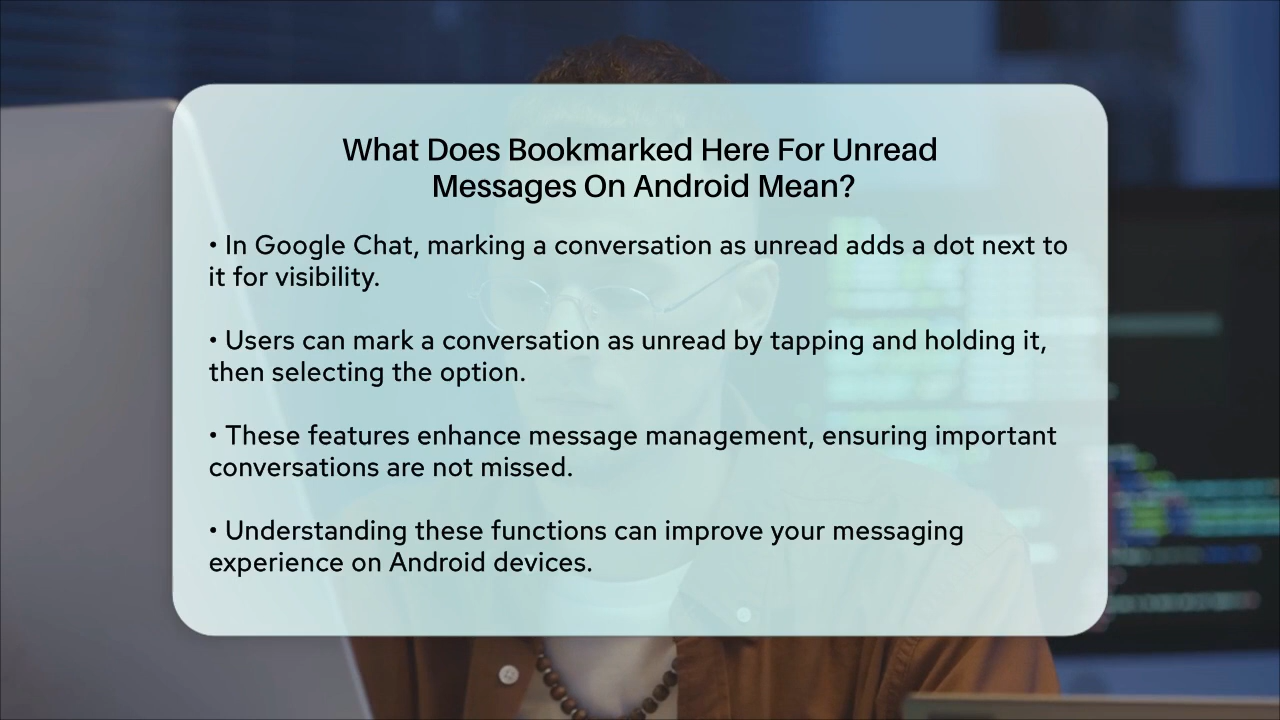 What Does Bookmarked Here For Unread
Messages On Android Mean?
• In Google Chat, marking a conversation as unread adds a dot next to
it for visibility.
• Users can mark a conversation as unread by tapping and holding it,
then selecting the option.
• These features enhance message management, ensuring important
conversations are not missed.
• Understanding these functions can improve your messaging
experience on Android devices.